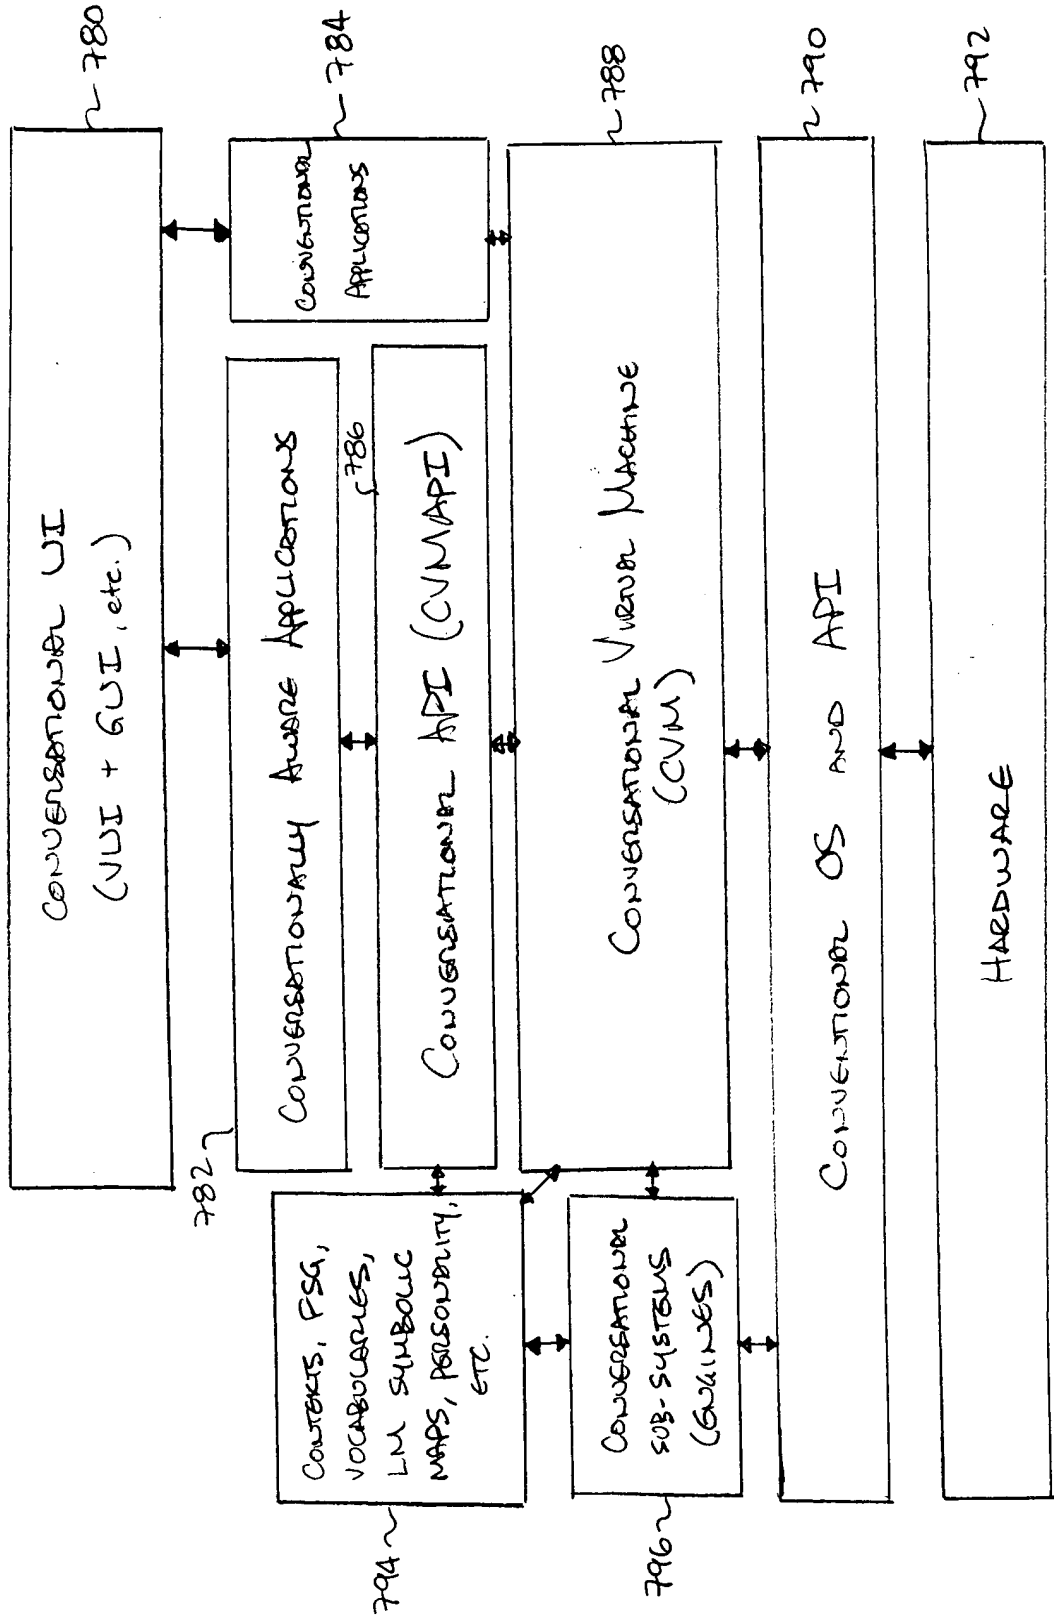 CONVERSATIONAL UI
(VUI + GUI, etc.)
780
CONVERSATIONALLY AWARE APPLICATIONS
782
CONVENTIONAL
APPLICATIONS
784
786
CONVERSATIONAL API (CVMAPI)
CONVERSATIONAL VIRTUAL MACHINE
(CVM)
788
CONTEXTS, FSG,
VOCABULARIES,
LM SYMBOLIC
MAPS, PERSONALITY,
ETC.
794
CONVERSATIONAL
SUB-SYSTEMS
(ENGINES)
796
CONVENTIONAL OS AND API
790
HARDWARE
792